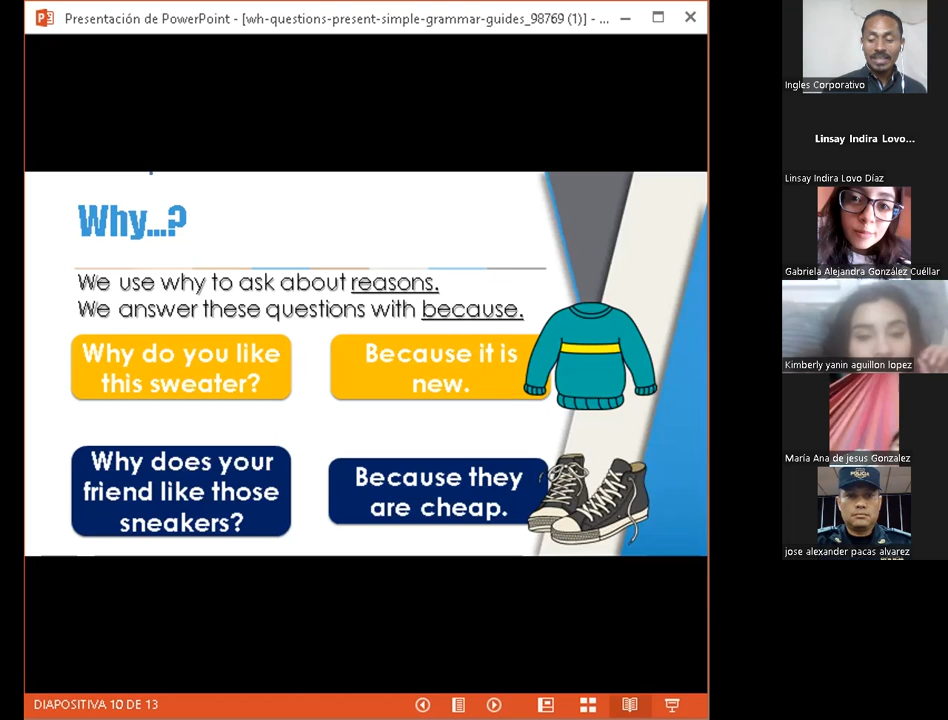 Presentación de PowerPoint - [wh-questions-present-simple-grammar-guides_98769 (1)] - ...
Why...?
We use why to ask about reasons.
We answer these questions with because.
Why do you like
this sweater?
Because it is
new.
Why does your
friend like those
sneakers?
Because they
are cheap.
DIAPOSITIVA 10 DE 13
Ingles Corporativo
Linsay Indira Lovo...
Linsay Indira Lovo Díaz
Gabriela Alejandra González Cuéllar
Kimberly yanin aguillon lopez
María Ana de jesus González
POLICIA
jose alexander pacas alvarez